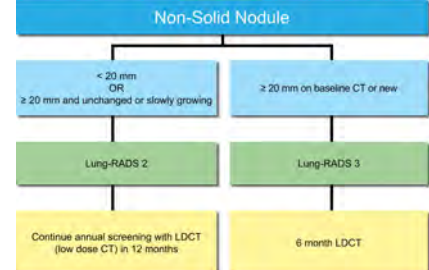 Non-Solid Nodule
< 20 mm
OR
≥ 20 mm and unchanged or slowly growing
≥ 20 mm on baseline CT or new
Lung-RADS 2
Lung-RADS 3
Continue annual screening with LDCT
(low dose CT) in 12 months
6 month LDCT